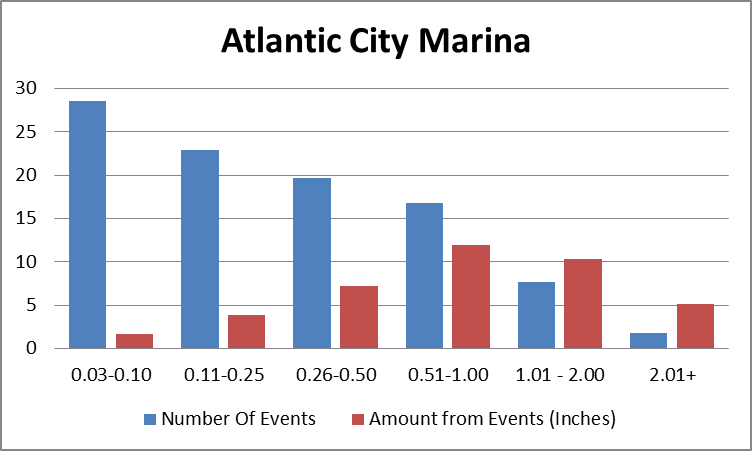 Atlantic City Marina
30
25
20
15
10
5
0
0.03-0.10 0.11-0.25 0.26-0.50 0.51-1.00 1.01 - 2.00 2.01+
Number Of Events Amount from Events (Inches)